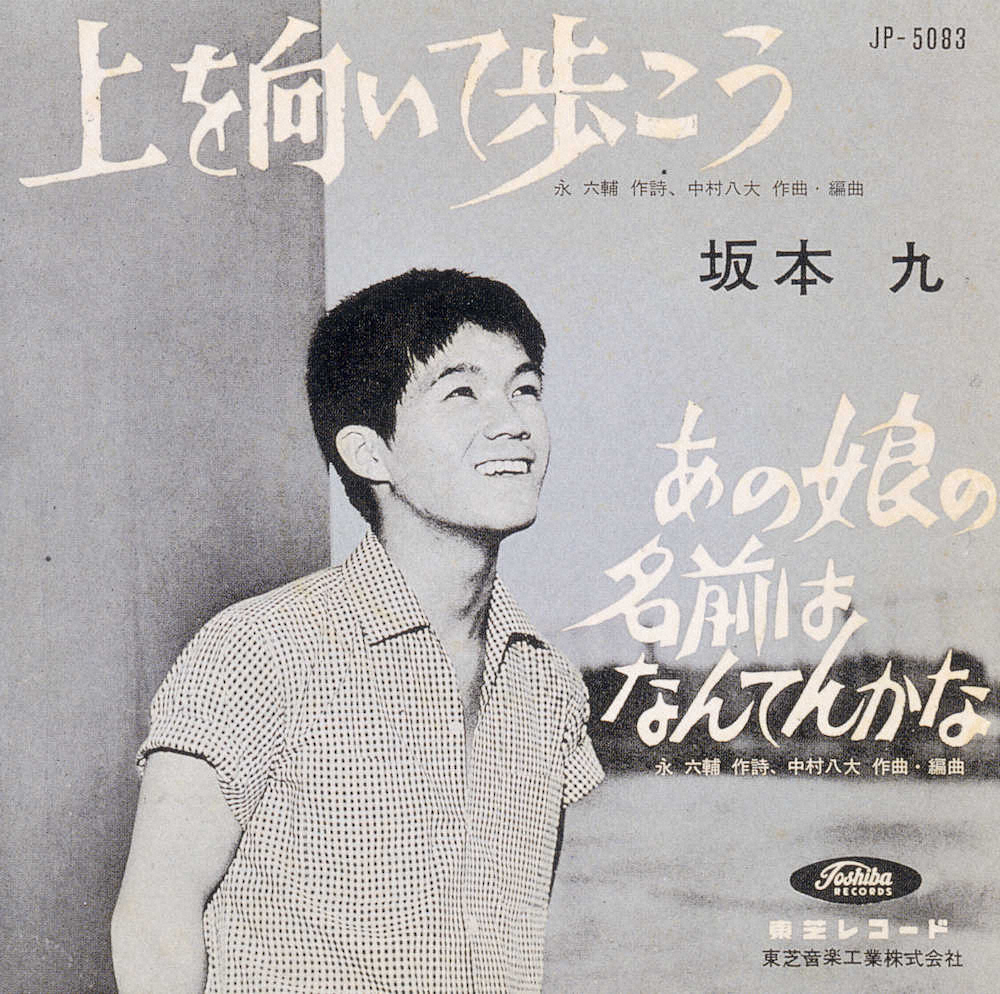 上を向いて歩こう
JP-5083
永 六輔 作詩、中村八大 作曲・編曲
坂本 九
あの娘の
名前は
なんてんかな
永 六輔 作詩、中村八大 作曲・編曲
Toshiba
RECORDS
東芝レコード
東芝音楽工業株式会社